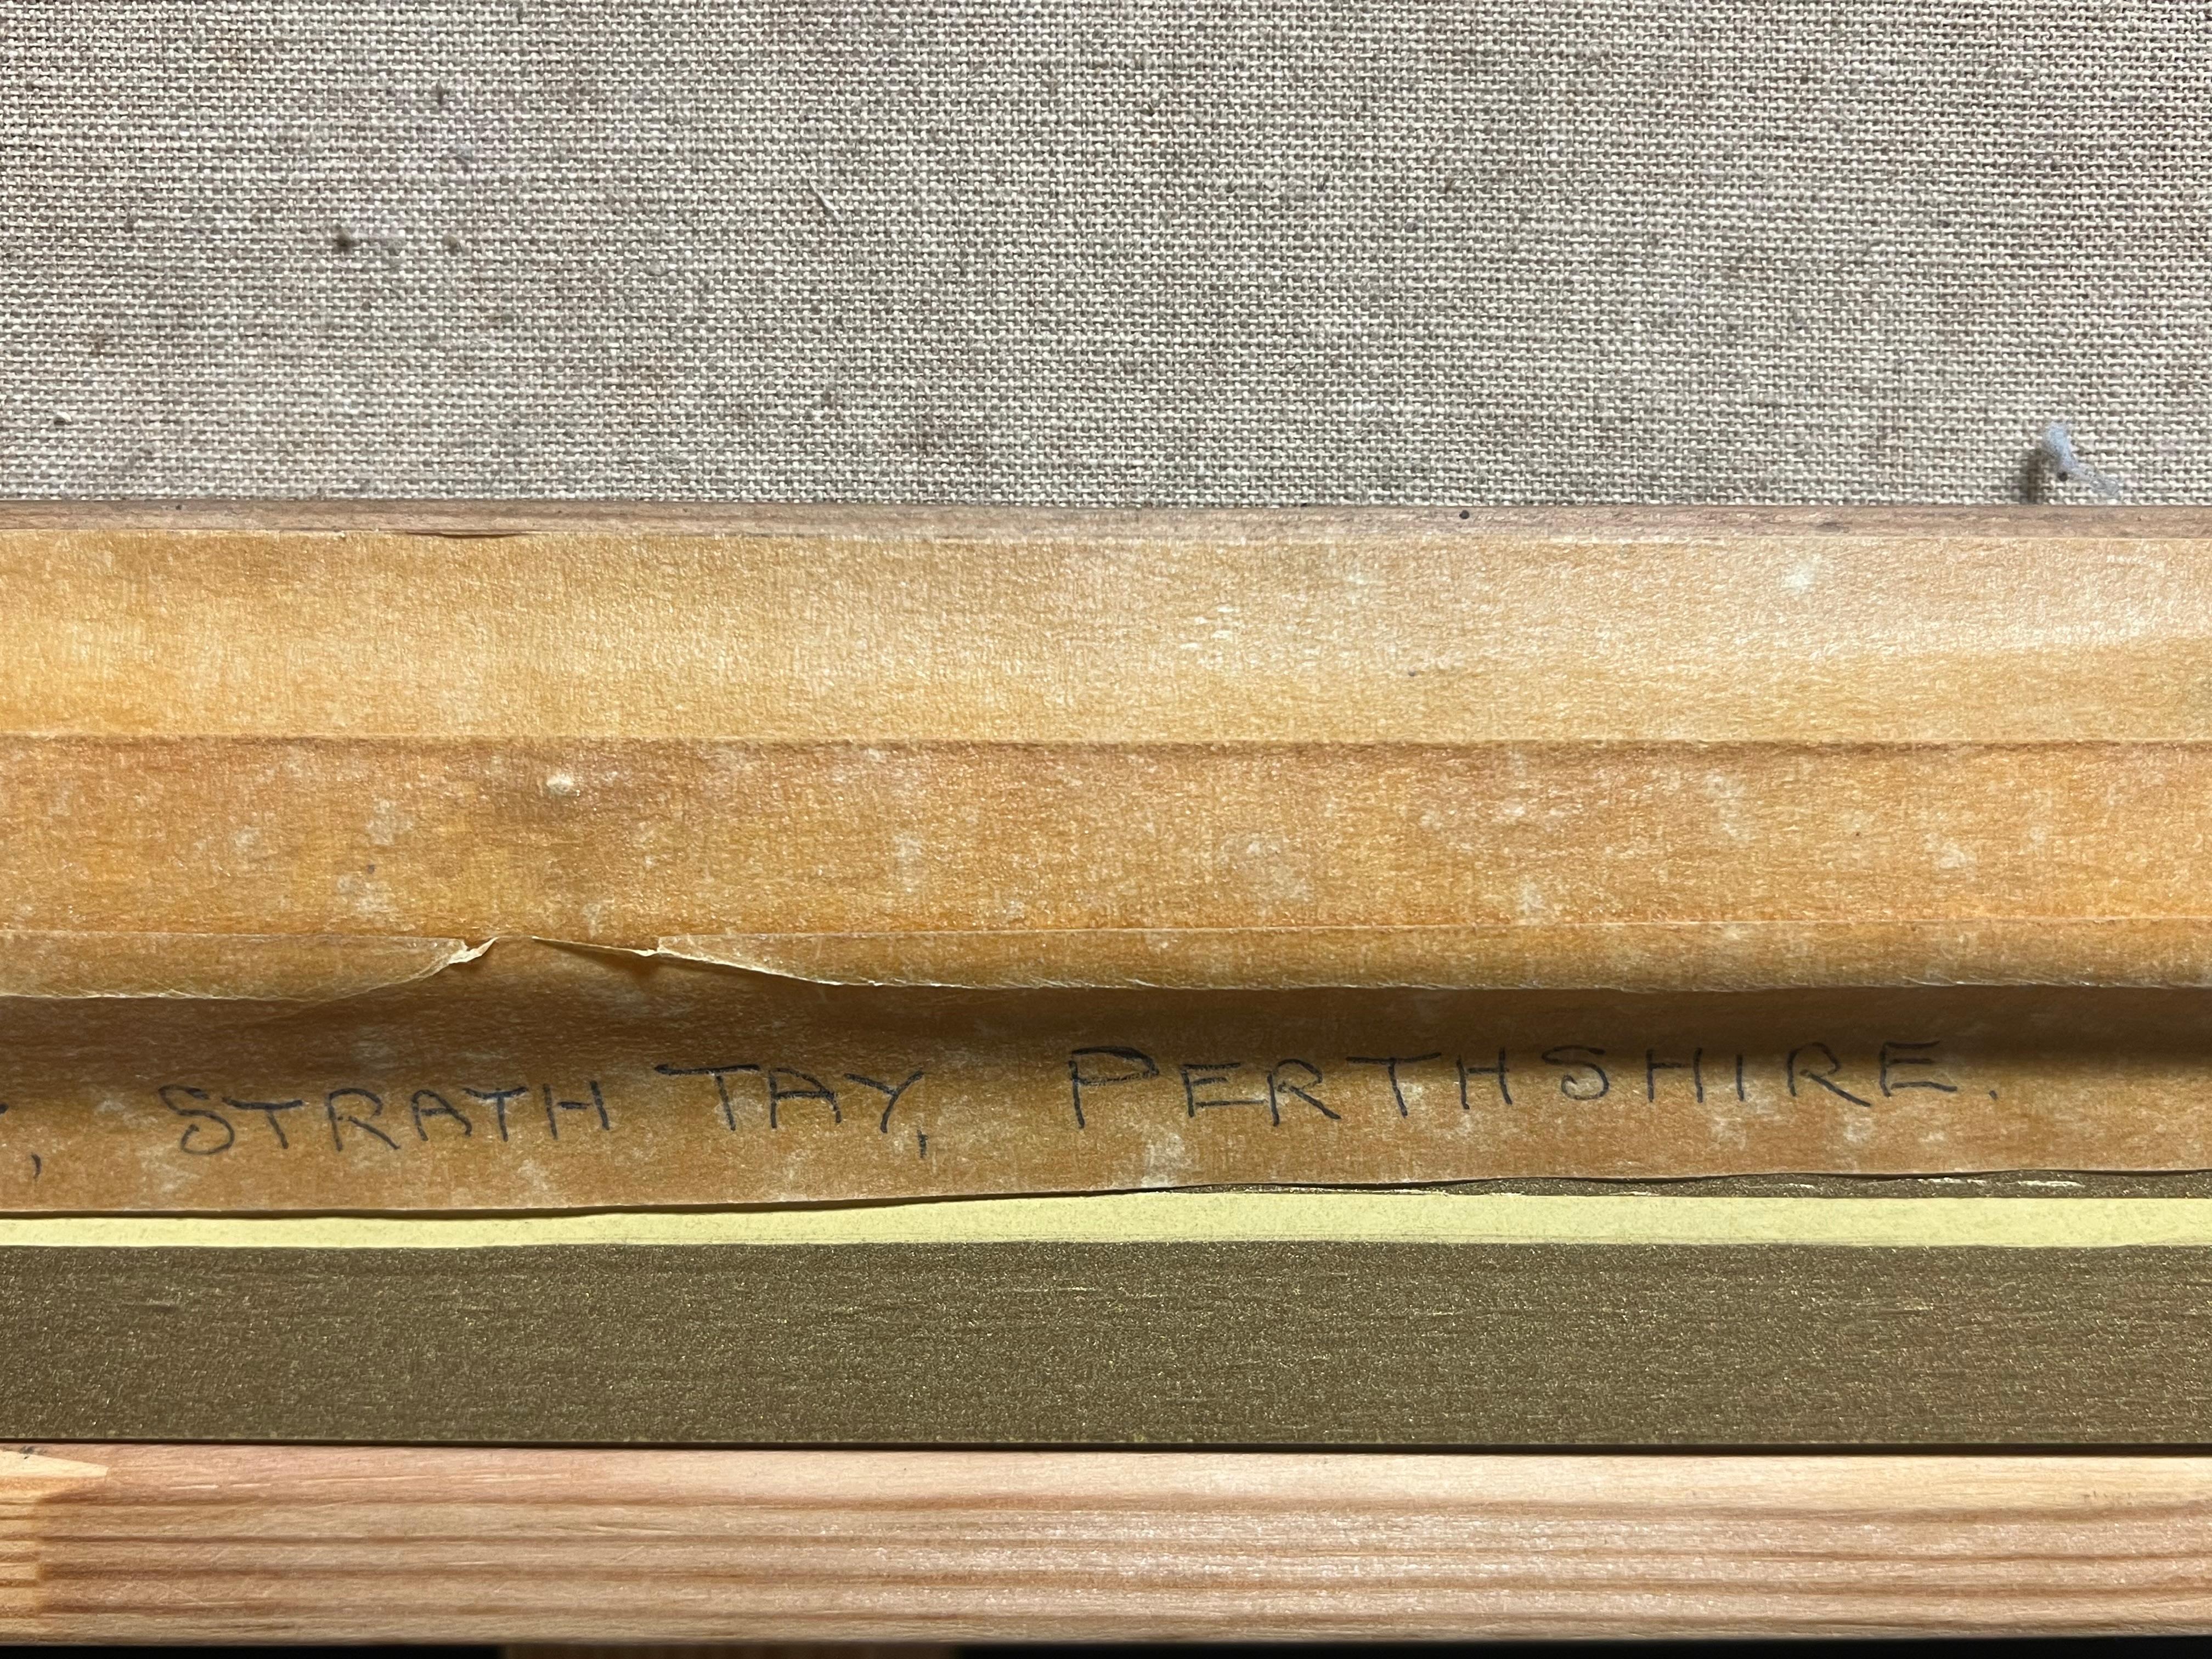 , STRATH TAY, PERTHSHIRE.